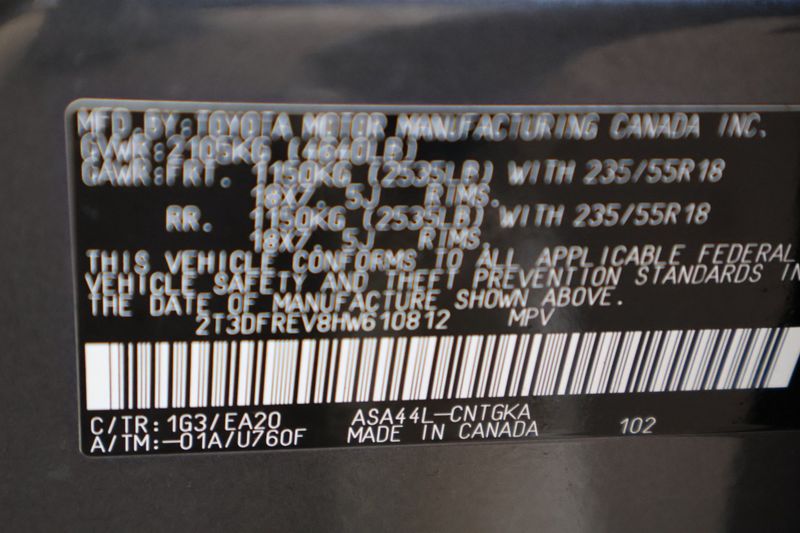 MFD. BY: TOYOTA MOTOR MANUFACTURING CANADA INC.
GVWR: 2105KG (4640LB)
GAWR: FRT. 1150KG (2535LB) WITH 235/55R18
18X7. 5J RIMS.
RR. 1150KG (2535LB) WITH 235/55R18
18X7. 5J RIMS.
THIS VEHICLE CONFORMS TO ALL APPLICABLE FEDERAL
VEHICLE SAFETY AND THEFT PREVENTION STANDARDS IN
THE DATE OF MANUFACTURE SHOWN ABOVE.
2T3DFREV8HW610812 MPV
C/TR: 1G3/EA20 ASA44L-CNTGKA
A/TM:-01A/U760F MADE IN CANADA 102